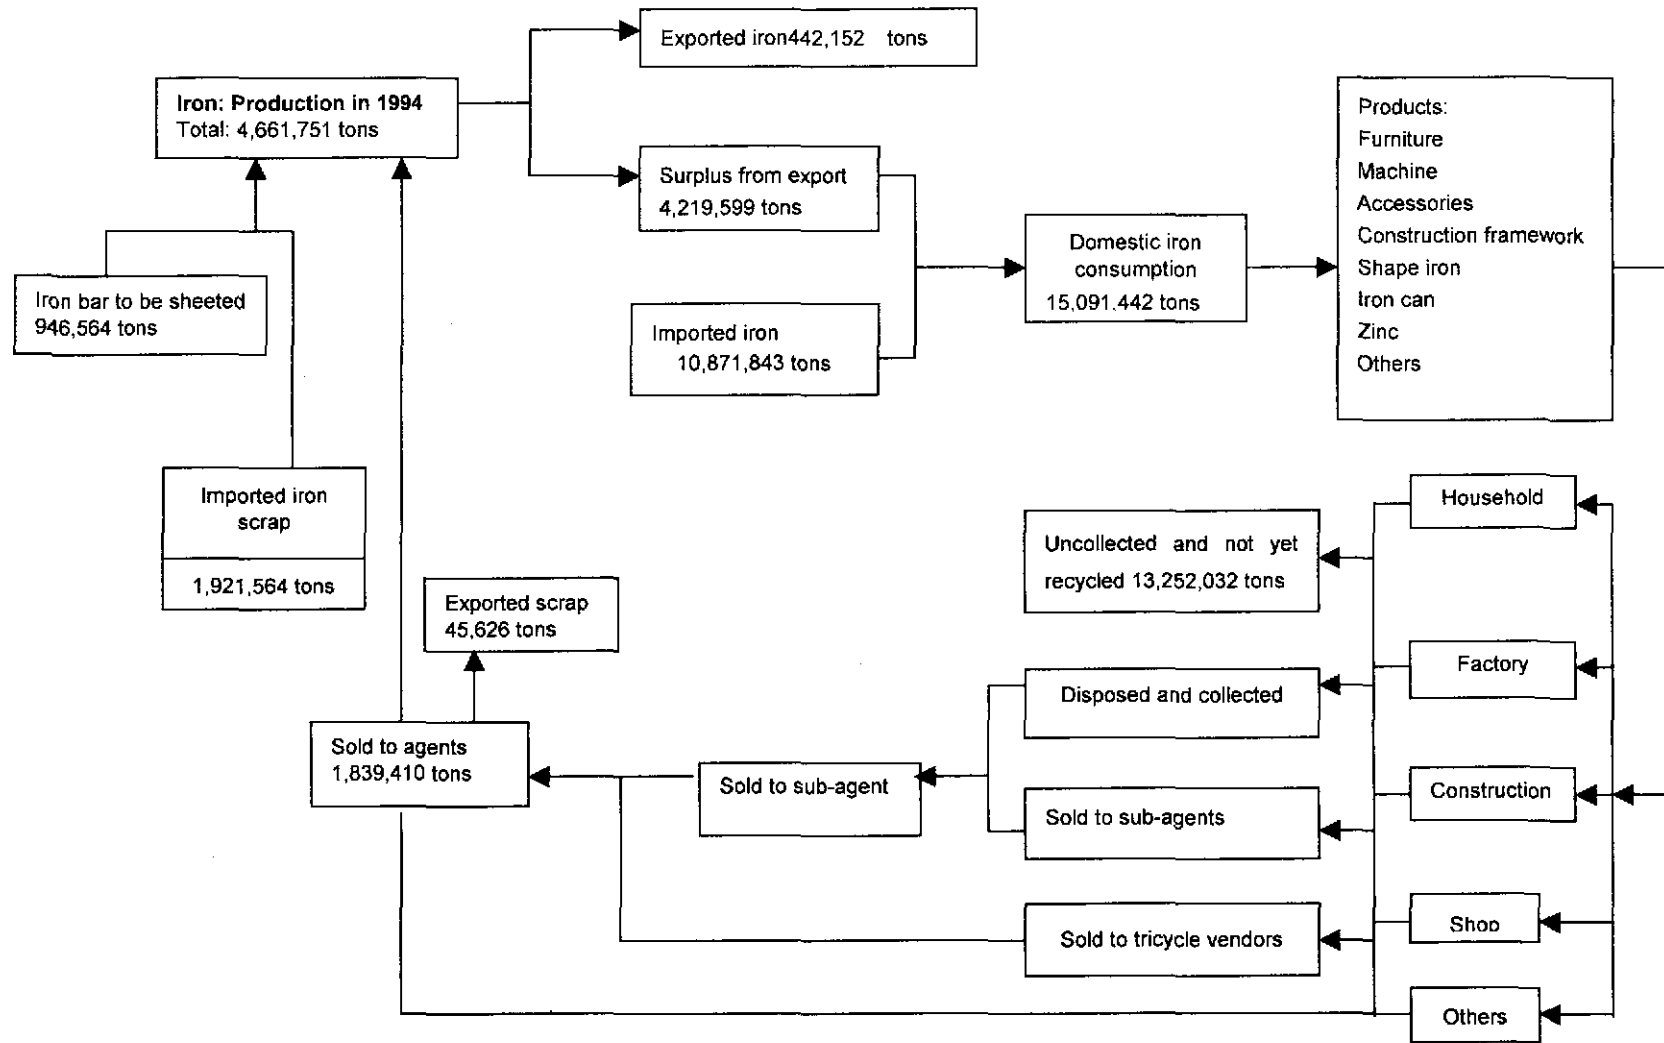 Exported iron442,152 tons
Iron: Production in 1994
Total: 4,661,751 tons
Surplus from export
4,219,599 tons
Products:
Furniture
Machine
Accessories
Construction framework
Shape iron
Iron can
Zinc
Others
Domestic iron
consumption
15,091.442 tons
Iron bar to be sheeted
946,564 tons
Imported iron
10,871,843 tons
Imported iron
scrap
1,921,564 tons
Exported scrap
45,626 tons
Uncollected and not yet
recycled 13,252,032 tons
Household
Factory
Disposed and collected
Sold to agents
1,839,410 tons
Sold to sub-agent
Sold to sub-agents
Construction
Sold to tricycle vendors
Shop
Others